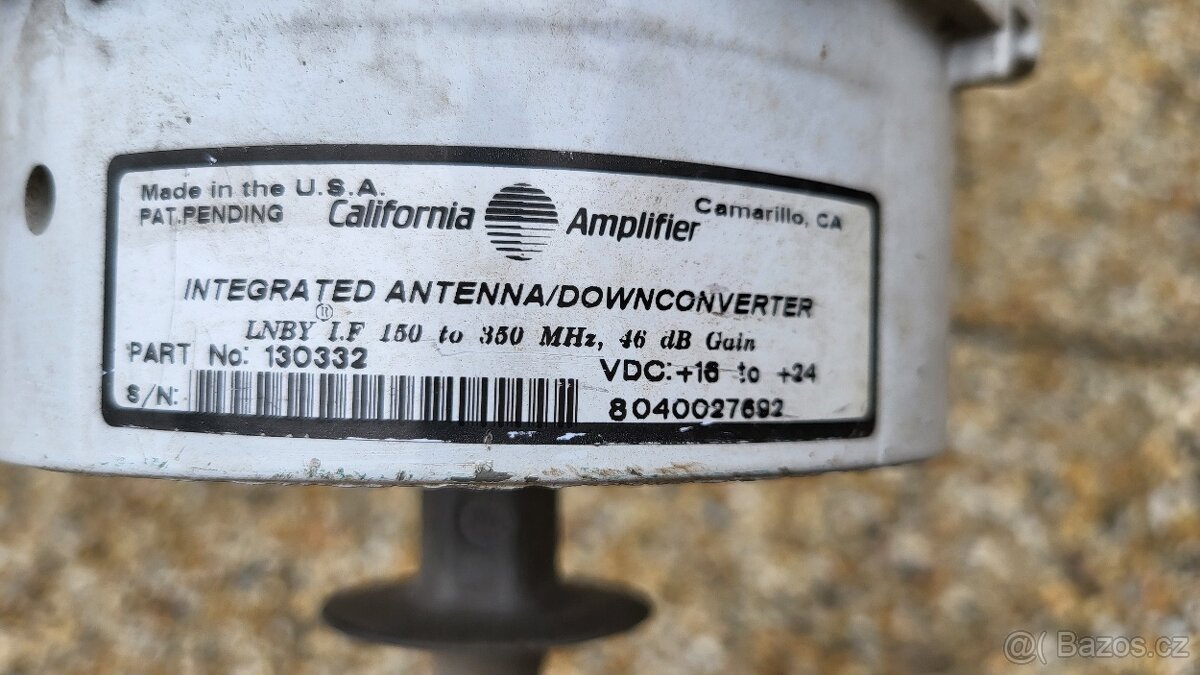 Made in the U.S.A.
PAT.PENDING
California Amplifier
Camarillo, CA
INTEGRATED ANTENNA/DOWNCONVERTER
LNBY® I.F 150 to 350 MHz, 46 dB Gain
PART No: 130332
VDC:+16 to +24
S/N:
8040027692
@( Bazos.cz